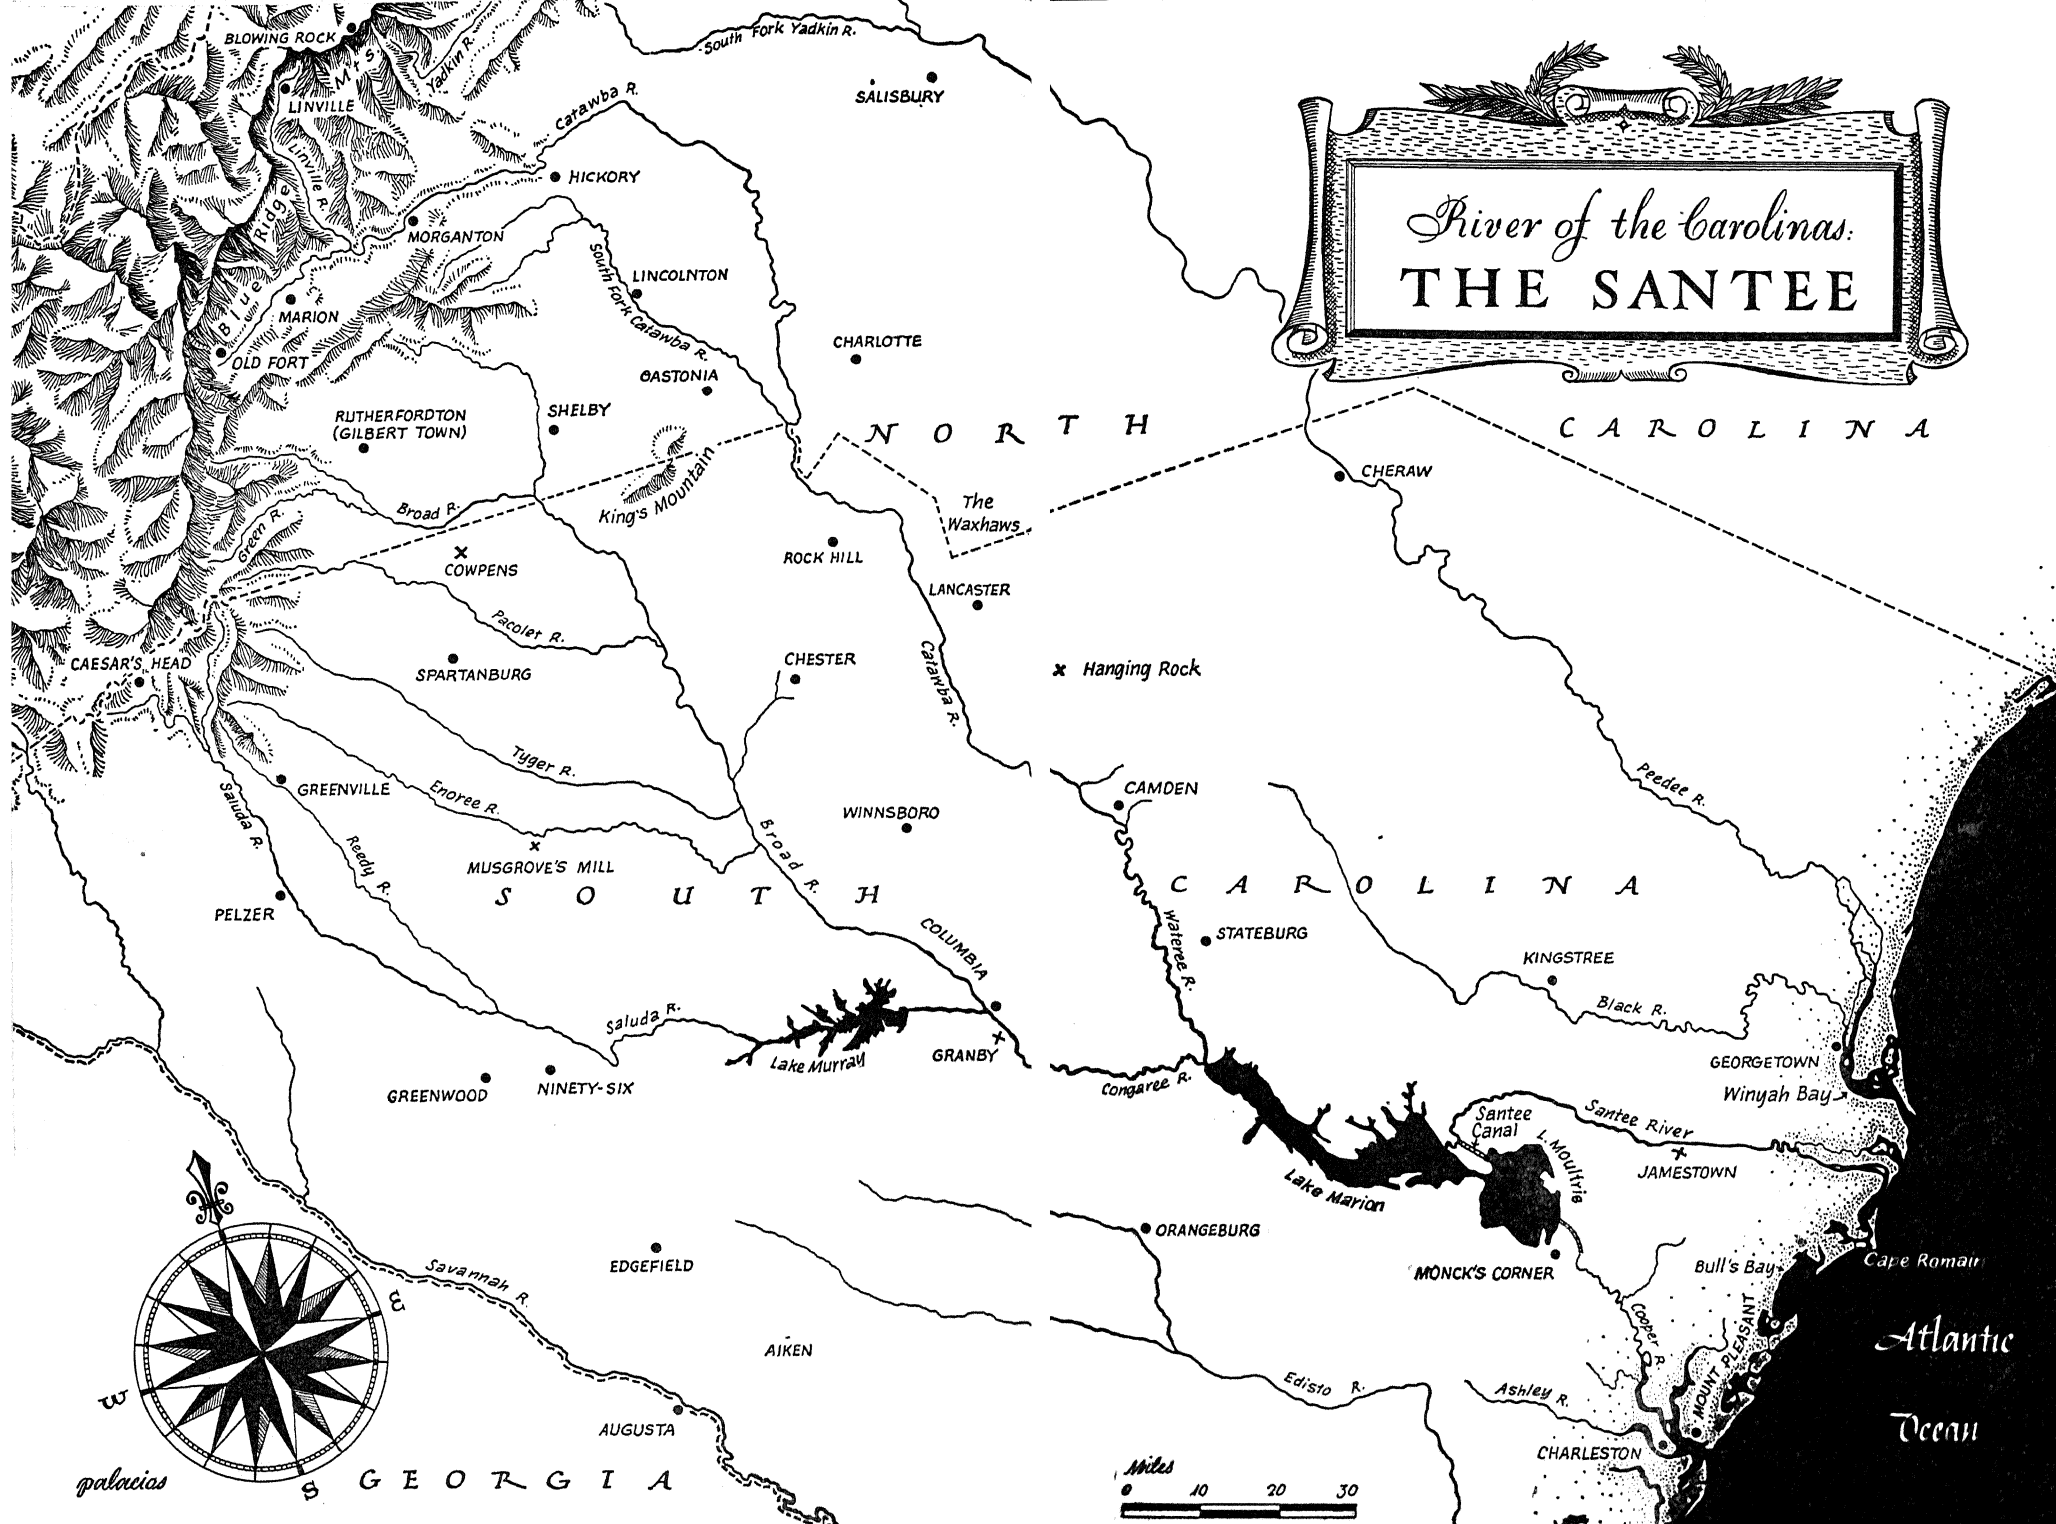 River of the Carolinas:
THE SANTEE
BLOWING ROCK
Mts.
Yadkin R.
South Fork Yadkin R.
SALISBURY
LINVILLE
Catawba R.
Linville R.
HICKORY
Ridge
MORGANTON
South Fork Catawba R.
LINCOLNTON
Blue
MARION
OLD FORT
CHARLOTTE
GASTONIA
RUTHERFORDTON
(GILBERT TOWN)
SHELBY
NORTH
CAROLINA
King's Mountain
CHERAW
Broad R.
The
Waxhaws
Green R.
COWPENS
ROCK HILL
LANCASTER
Pacolet R.
CAESAR'S HEAD
SPARTANBURG
CHESTER
Catawba R.
Hanging Rock
Tyger R.
Peedee R.
GREENVILLE
Enoree R.
Saluda R.
CAMDEN
WINNSBORO
Reedy R.
Broad R.
MUSGROVE'S MILL
SOUTH
CAROLINA
PELZER
COLUMBIA
Wateree R.
STATEBURG
KINGSTREE
Black R.
Saluda R.
Lake Murray
GRANBY
GEORGETOWN
Winyah Bay
GREENWOOD
NINETY-SIX
Congaree R.
Santee
Canal
L. Moultrie
Santee River
JAMESTOWN
Lake Marion
ORANGEBURG
MONCK'S CORNER
EDGEFIELD
Savannah R.
Bull's Bay
Cape Romain
Cooper R.
MOUNT PLEASANT
Atlantic
Ocean
AIKEN
Edisto R.
Ashley R.
AUGUSTA
CHARLESTON
E
W
S
palacios
GEORGIA
Miles
0 10 20 30